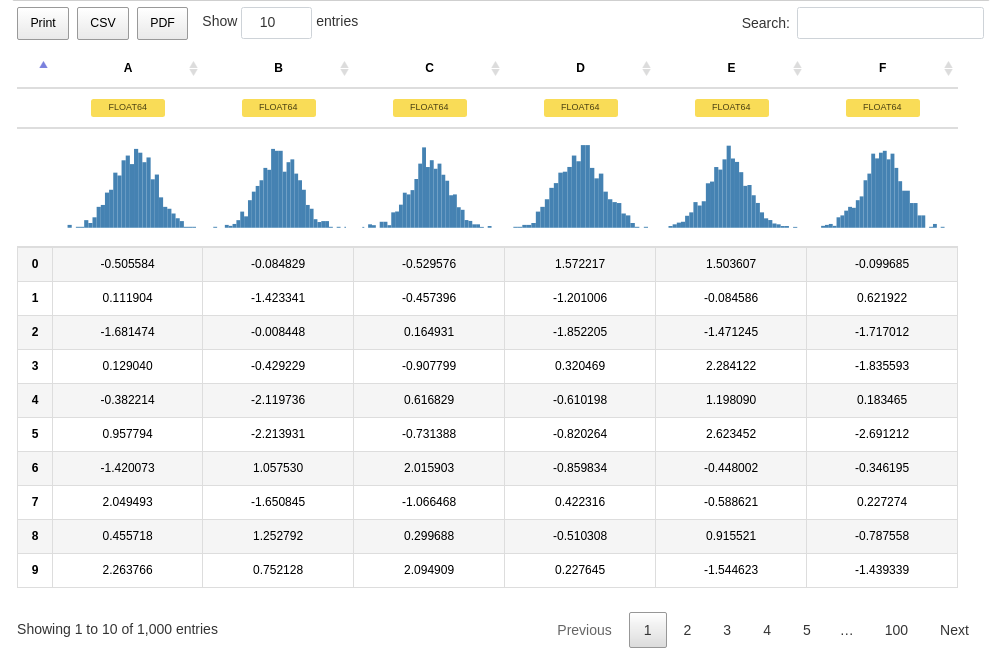 Print CSV PDF Show 10 entries Search:
A B C D E F
FLOAT64 FLOAT64 FLOAT64 FLOAT64 FLOAT64 FLOAT64
0 -0.505584 -0.084829 -0.529576 1.572217 1.503607 -0.099685
1 0.111904 -1.423341 -0.457396 -1.201006 -0.084586 0.621922
2 -1.681474 -0.008448 0.164931 -1.852205 -1.471245 -1.717012
3 0.129040 -0.429229 -0.907799 0.320469 2.284122 -1.835593
4 -0.382214 -2.119736 0.616829 -0.610198 1.198090 0.183465
5 0.957794 -2.213931 -0.731388 -0.820264 2.623452 -2.691212
6 -1.420073 1.057530 2.015903 -0.859834 -0.448002 -0.346195
7 2.049493 -1.650845 -1.066468 0.422316 -0.588621 0.227274
8 0.455718 1.252792 0.299688 -0.510308 0.915521 -0.787558
9 2.263766 0.752128 2.094909 0.227645 -1.544623 -1.439339
Showing 1 to 10 of 1,000 entries Previous 1 2 3 4 5 … 100 Next